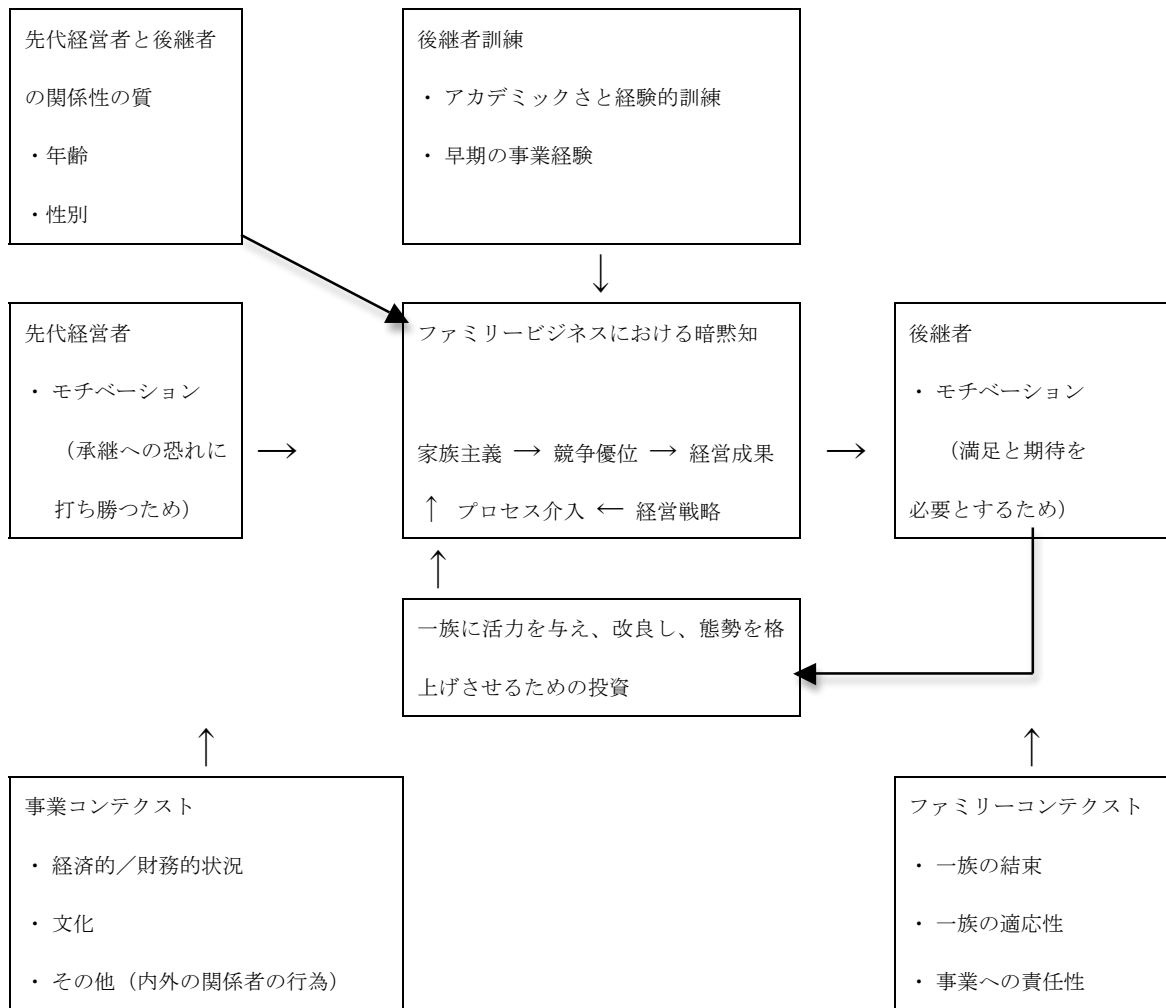 先代経営者と後継者
の関係性の質
・年齢
・性別
後継者訓練
・ アカデミックさと経験的訓練
・ 早期の事業経験
↓
先代経営者
・ モチベーション
（承継への恐れに
打ち勝つため）
→
ファミリービジネスにおける暗黙知
家族主義 → 競争優位 → 経営成果
↑ プロセス介入 ← 経営戦略
→
後継者
・ モチベーション
（満足と期待を
必要とするため）
↑
一族に活力を与え、改良し、態勢を格
上げさせるための投資
↑
事業コンテクスト
・ 経済的／財務的状況
・ 文化
・ その他（内外の関係者の行為）
↑
ファミリーコンテクスト
・ 一族の結束
・ 一族の適応性
・ 事業への責任性